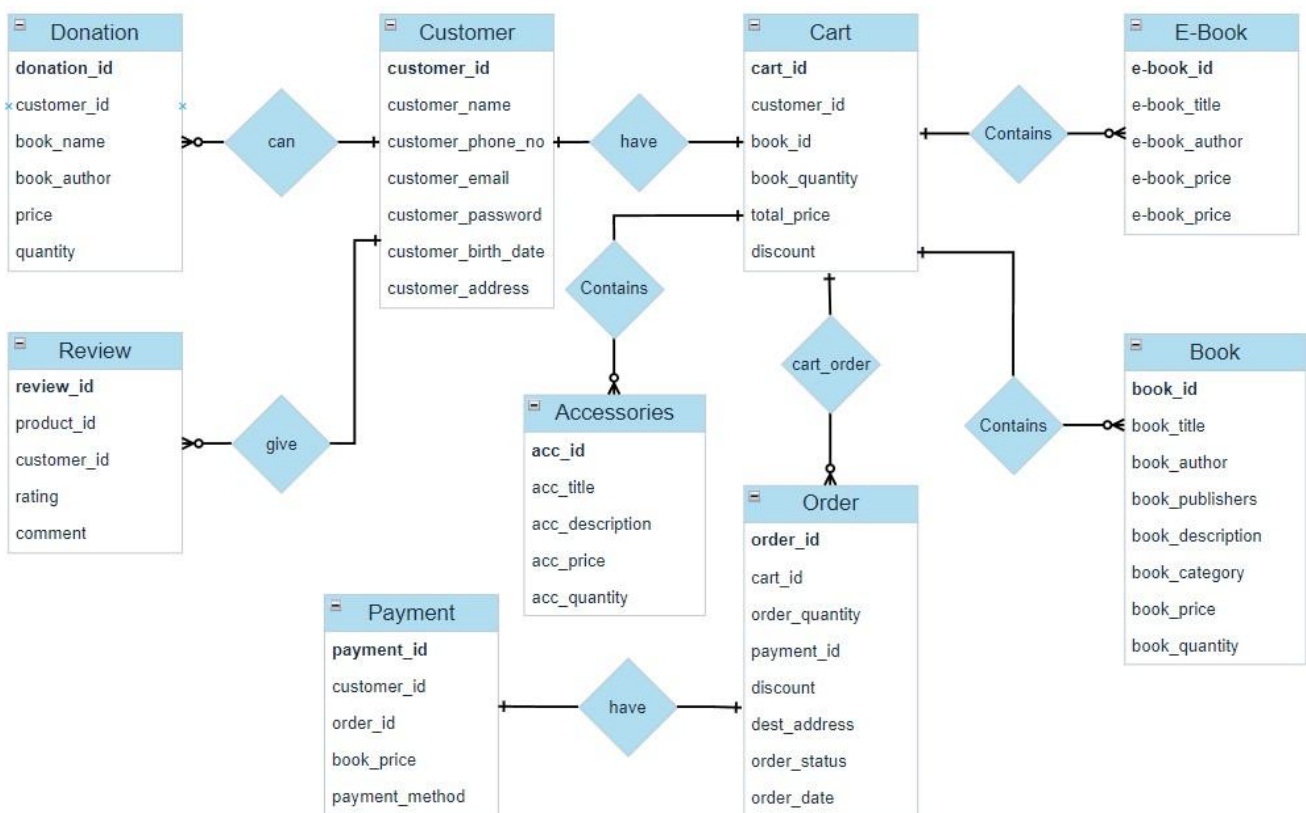 Donation
donation_id
customer_id
book_name
book_author
price
quantity
can
Customer
customer_id
customer_name
customer_phone_no
customer_email
customer_password
customer_birth_date
customer_address
have
Cart
cart_id
customer_id
book_id
book_quantity
total_price
discount
Contains
E-Book
e-book_id
e-book_title
e-book_author
e-book_price
e-book_price
Review
review_id
product_id
customer_id
rating
comment
give
Contains
Accessories
acc_id
acc_title
acc_description
acc_price
acc_quantity
cart_order
Contains
Book
book_id
book_title
book_author
book_publishers
book_description
book_category
book_price
book_quantity
Payment
payment_id
customer_id
order_id
book_price
payment_method
have
Order
order_id
cart_id
order_quantity
payment_id
discount
dest_address
order_status
order_date